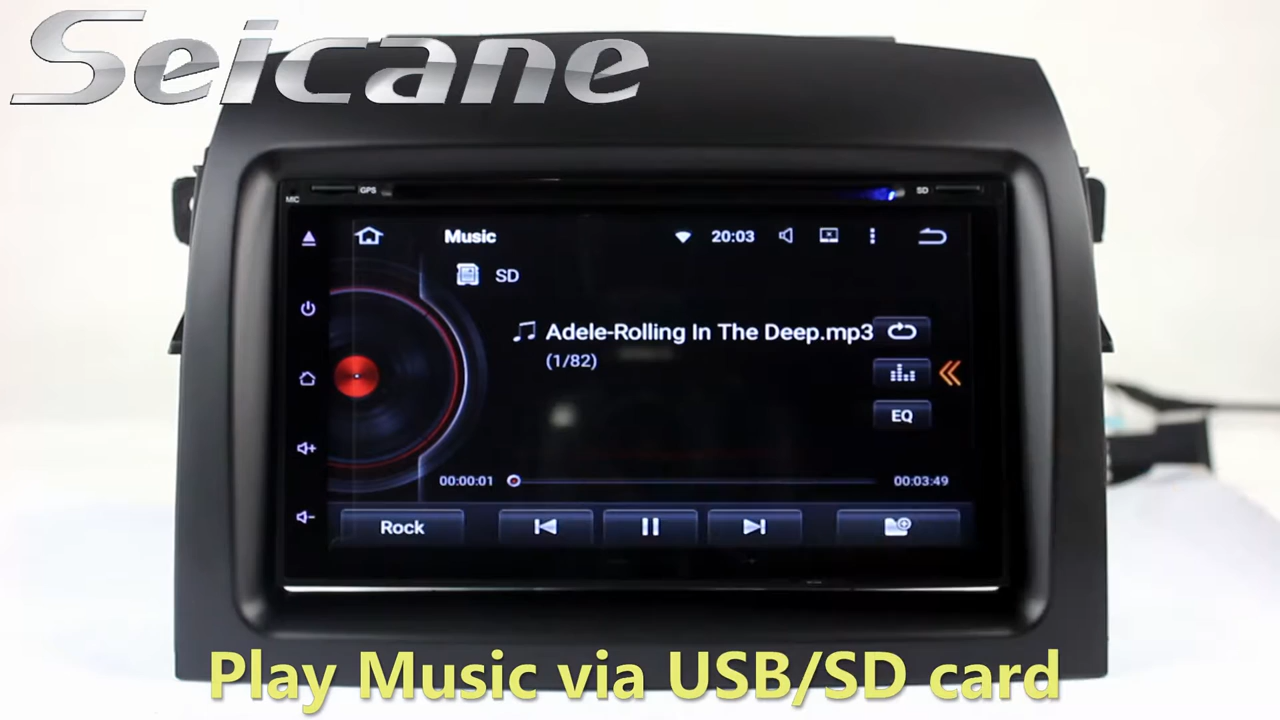 Seicane
MIC
GPS
SD
Music
20:03
SD
Adele-Rolling In The Deep.mp3
(1/82)
EQ
00:00:01
00:03:49
Rock
Play Music via USB/SD card